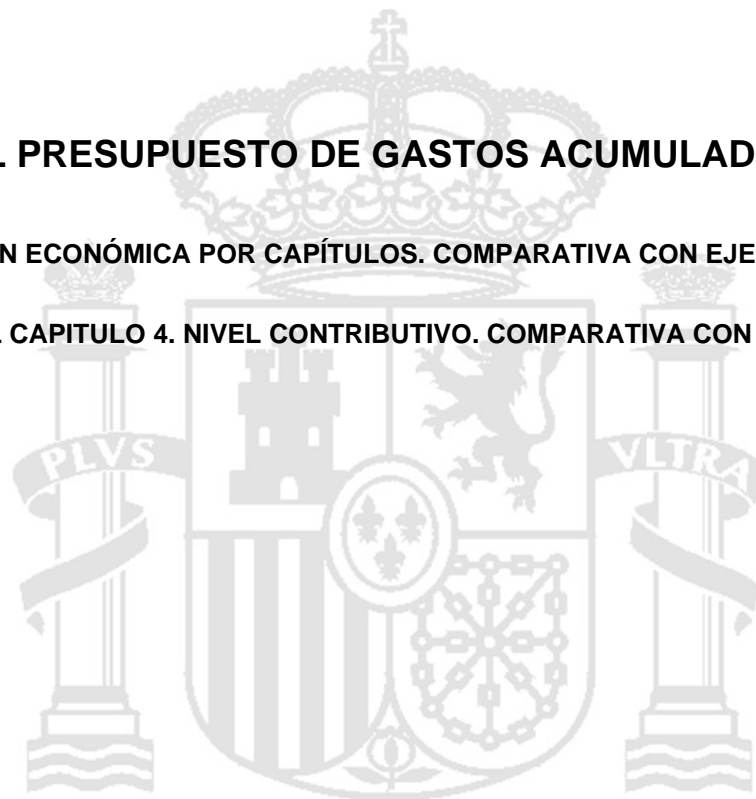 L PRESUPUESTO DE GASTOS ACUMULAD
N ECONÓMICA POR CAPÍTULOS. COMPARATIVA CON EJE
. CAPITULO 4. NIVEL CONTRIBUTIVO. COMPARATIVA CON
PLVS VLTRA